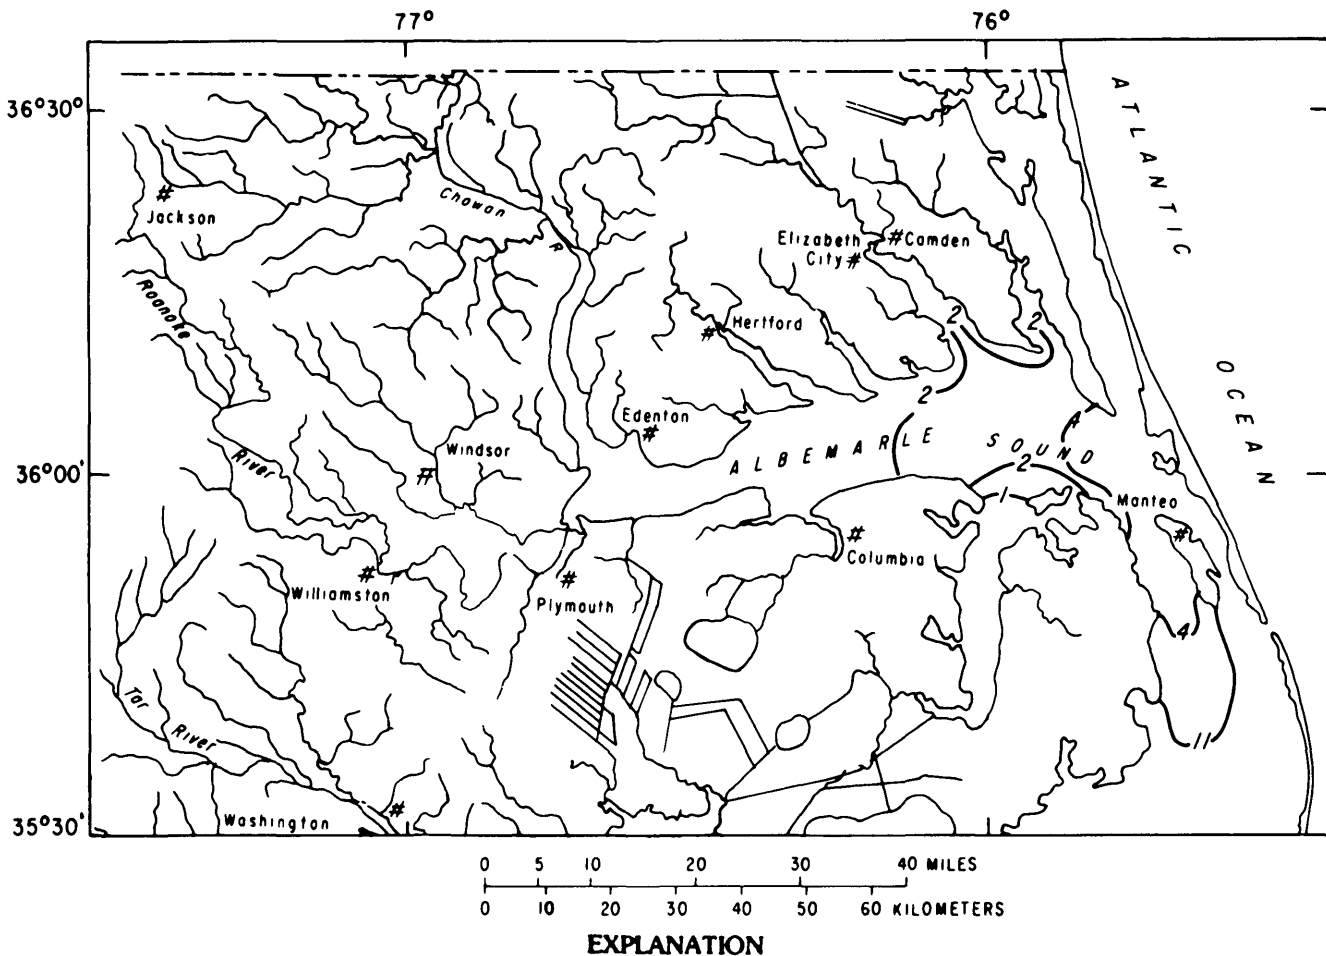 77° 76°
36°30°
ATLANTIC
OCEAN
Jackson
Chowan
R
Elizabeth
City
Camden
Roanoke
2
2
Hertford
2
4
Edenton
ALBEMARLE SOUND
Windsor
River
36°00'
2
1
Manteo
Columbia
Williamston
Plymouth
4
Tar
River
11
Washington
35°30'
0 5 10 20 30 40 MILES
0 10 20 30 40 50 60 KILOMETERS
EXPLANATION